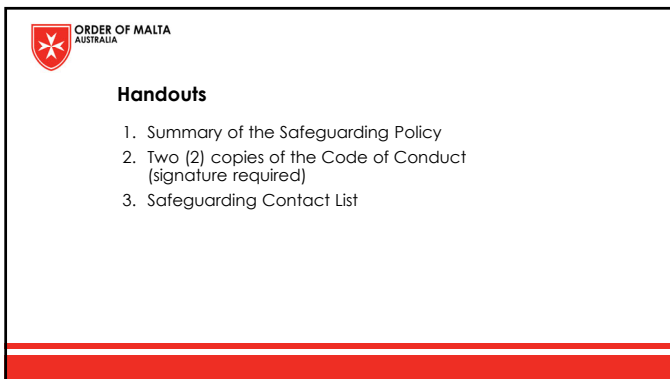 ORDER OF MALTA
AUSTRALIA
Handouts
1. Summary of the Safeguarding Policy
2. Two (2) copies of the Code of Conduct
(signature required)
3. Safeguarding Contact List